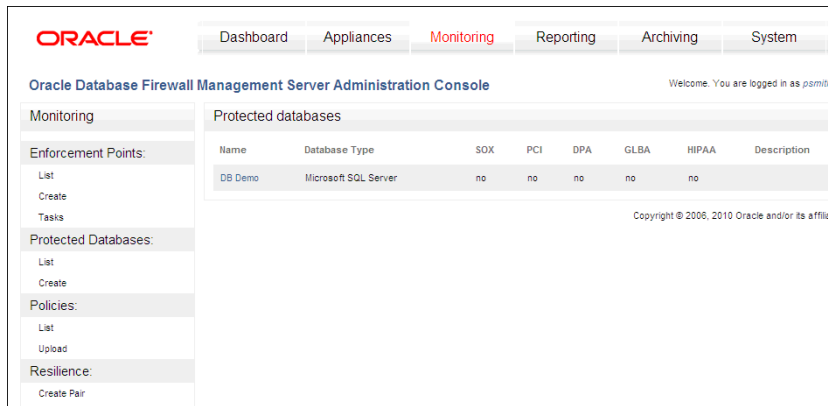 ORACLE
Dashboard Appliances Monitoring Reporting Archiving System
Oracle Database Firewall Management Server Administration Console
Welcome. You are logged in as
Monitoring
Enforcement Points:
List
Create
Tasks
Protected Databases:
List
Create
Policies:
List
Upload
Resilience:
Create Pair
Protected databases
Name Database Type SOX PCI DPA GLBA HIPAA Description
DB Demo Microsoft SQL Server no no no no no
Copyright © 2006, 2010 Oracle and/or its